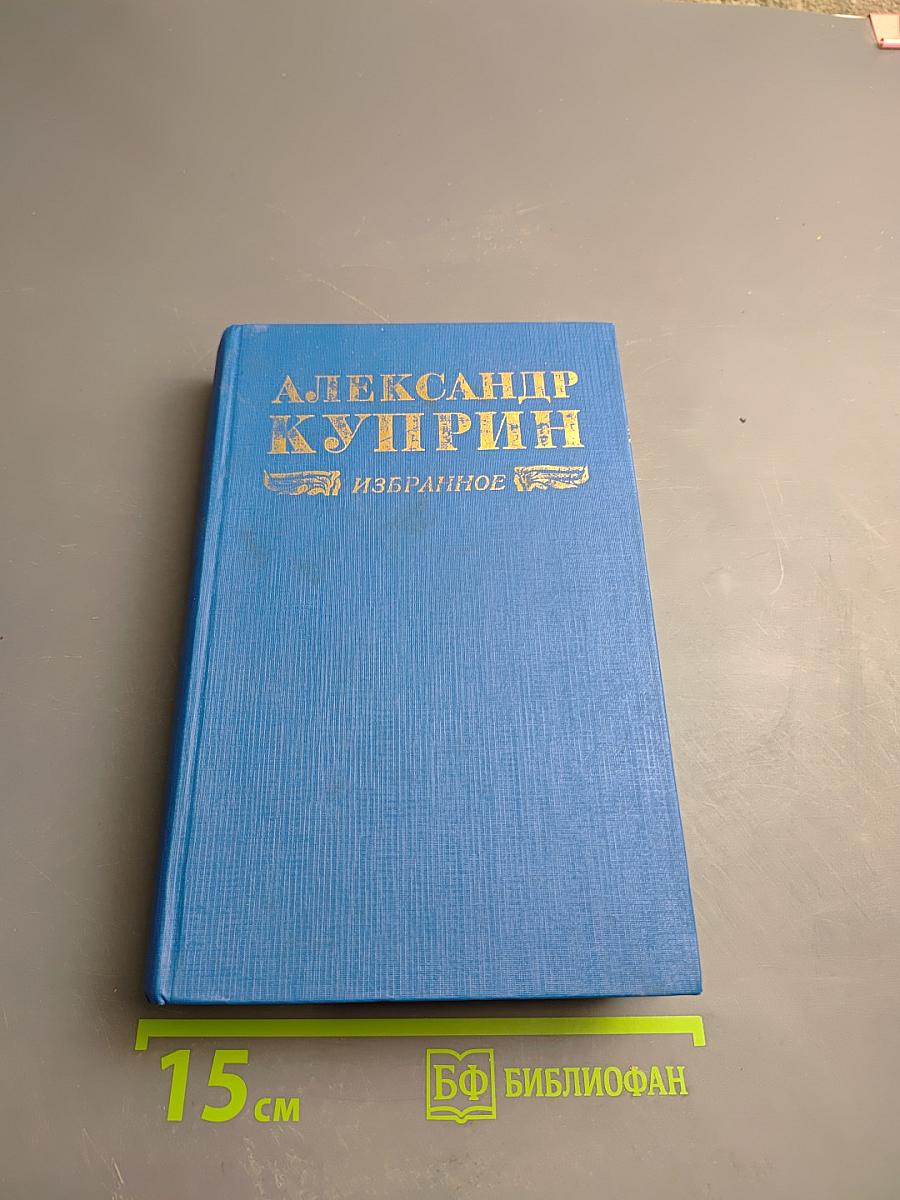 АЛЕКСАНДР
КУПРИН
ИЗБРАННОЕ
15 см
БФ БИБЛИОФАН